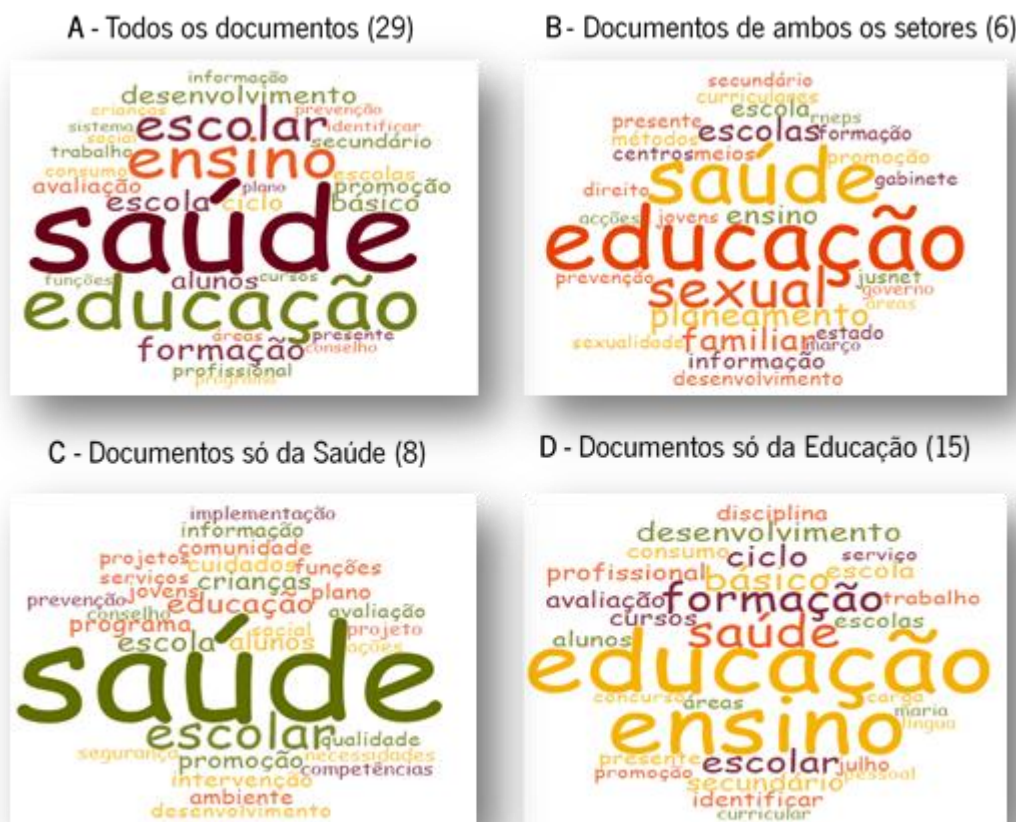 A - Todos os documentos (29)
informação
desenvolvimento
crianças prevenção
sistema escolar identificar
social secundário
trabalho ensino
consumo escolas
avaliação plano promoção
escola ciclo básico
saúde
funções alunos cursos
educação
áreas presente
formação conselho
profissional
programa
B - Documentos de ambos os setores (6)
secundário
curriculares
escola rneps
presente escolas formação
métodos
centros meios promoção
saúde gabinete
direito
acções jovens ensino
educação
prevenção jusnet
sexual governo
áreas
planeamento
sexualidade familiar estado
março
informação
desenvolvimento
C - Documentos só da Saúde (8)
implementação
informação
comunidade
projetos cuidados funções
serviços crianças
jovens plano
prevenção educação
conselho avaliação
programa social projeto
escola alunos ações
saúde
escolar qualidade
segurança necessidades
promoção competências
intervenção
ambiente
desenvolvimento
D - Documentos só da Educação (15)
disciplina
desenvolvimento
consumo ciclo serviço
profissional básico escola
avaliação formação trabalho
cursos escolas
alunos saúde
educação
concurso áreas carga
maria
ensino língua
presente escolar julho
promoção secundário pessoal
identificar
curricular